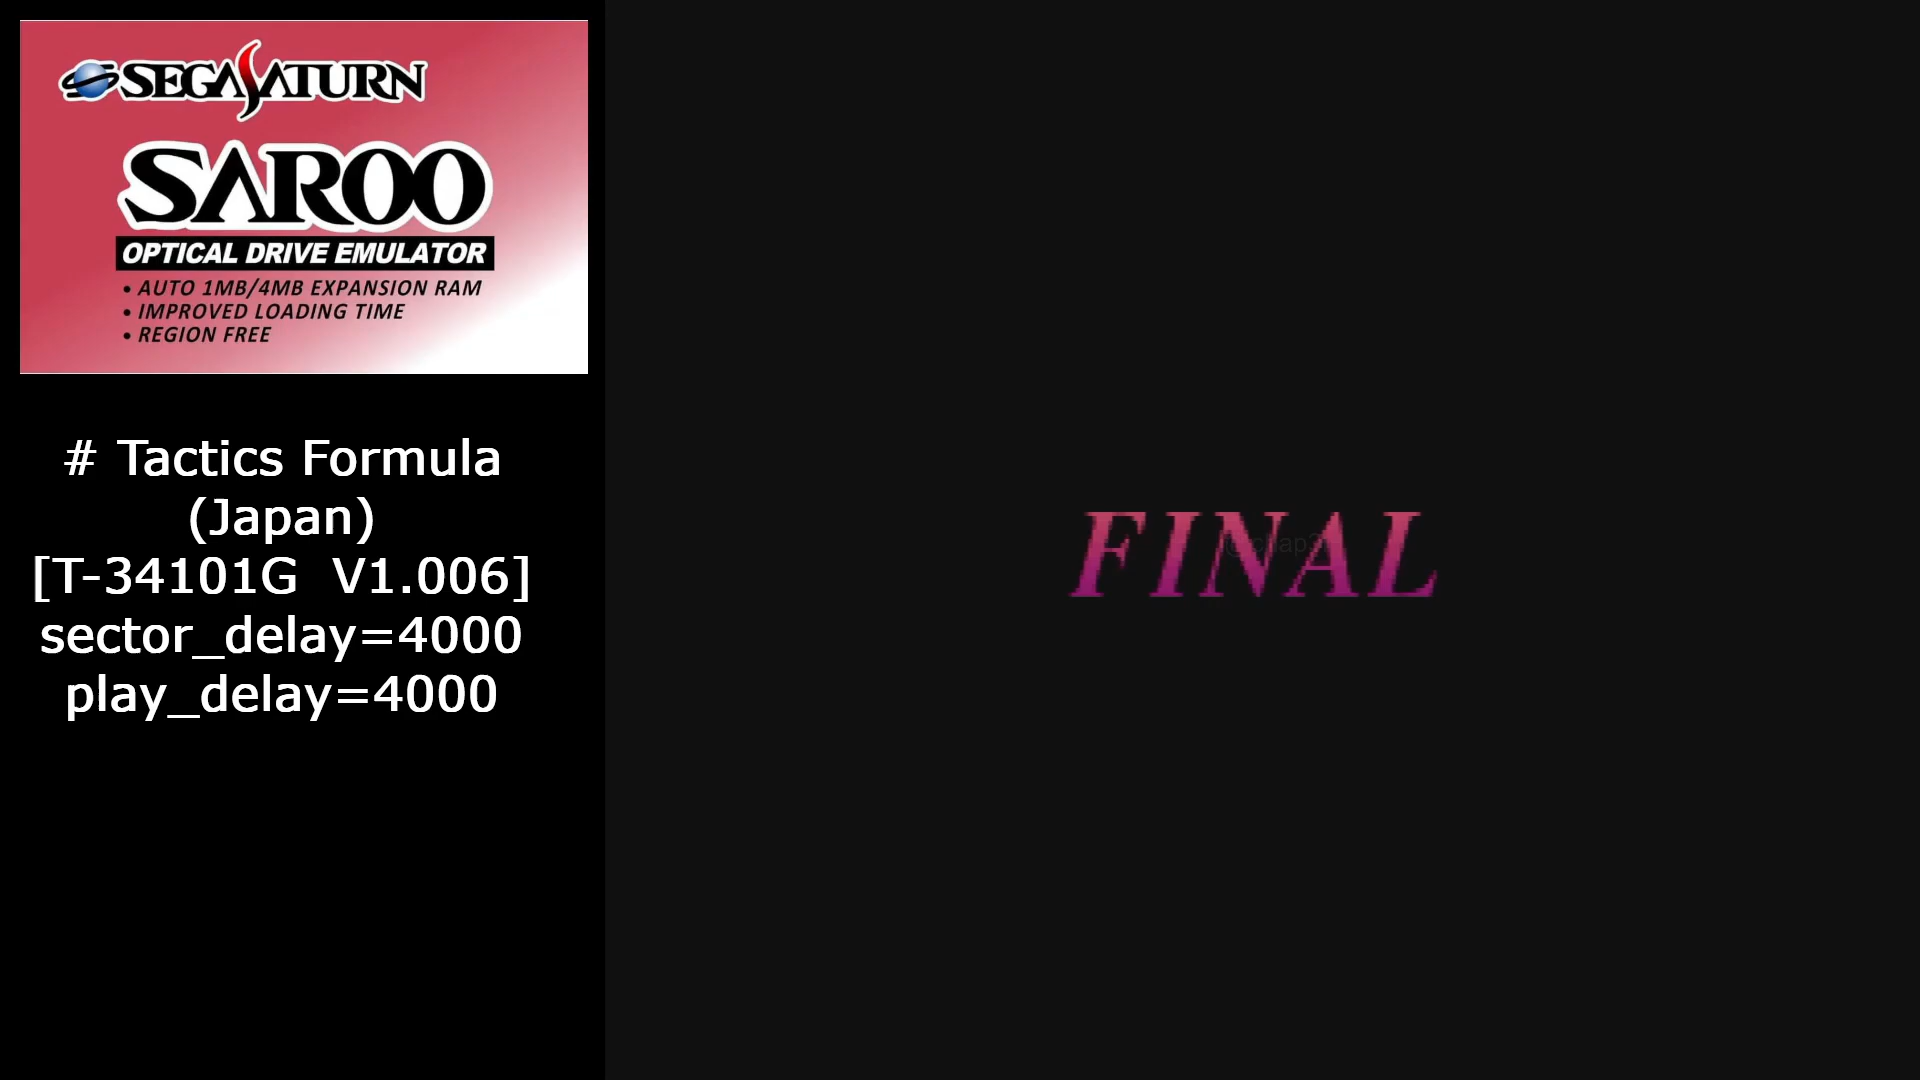 SEGA SATURN
SAROO
OPTICAL DRIVE EMULATOR
• AUTO 1MB/4MB EXPANSION RAM
• IMPROVED LOADING TIME
• REGION FREE
# Tactics Formula
(Japan)
[T-34101G V1.006]
sector_delay=4000
play_delay=4000
FINAL